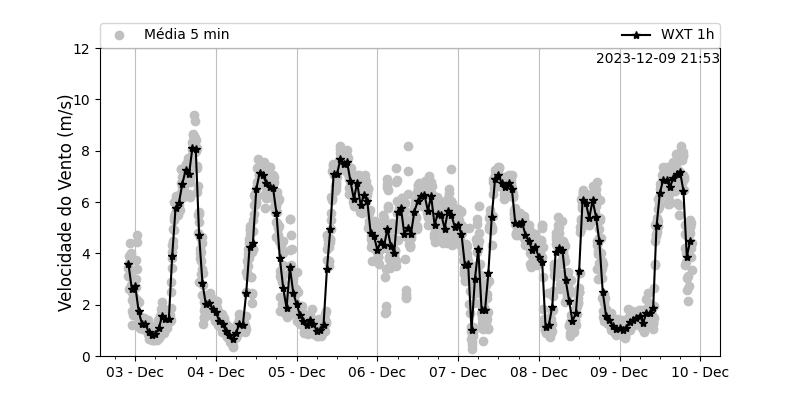 Média 5 min
WXT 1h
2023-12-09 21:53
Velocidade do Vento (m/s)
12
10
8
6
4
2
0
03 - Dec 04 - Dec 05 - Dec 06 - Dec 07 - Dec 08 - Dec 09 - Dec 10 - Dec